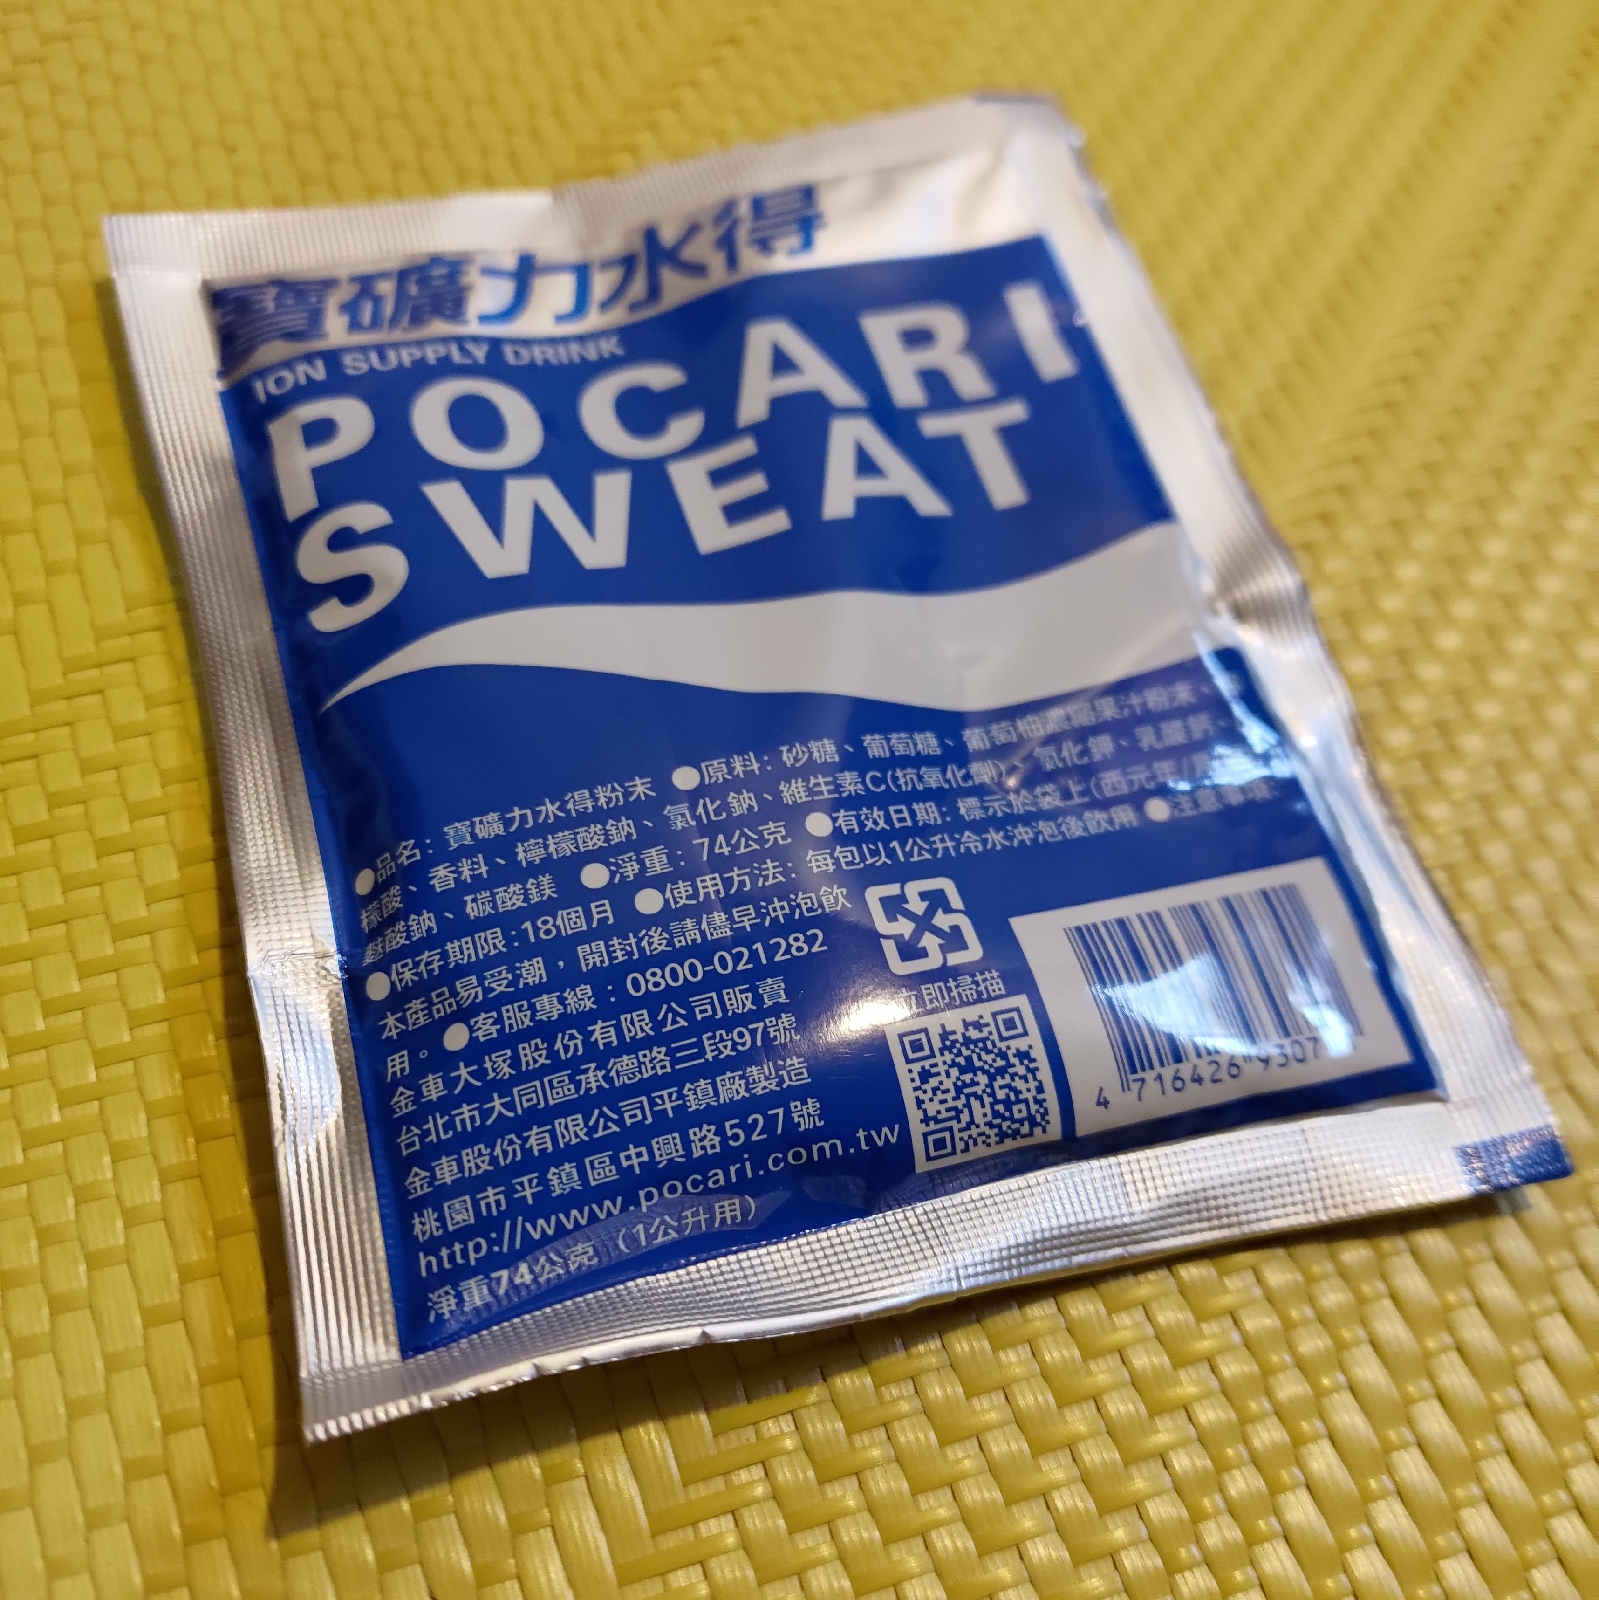 寶礦力水得
ION SUPPLY DRINK
POCARI
SWEAT
●品名: 寶礦力水得粉末 ●原料: 砂糖、葡萄糖、葡萄柚濃縮果汁粉末、
檬酸、香料、檸檬酸鈉、氯化鈉、維生素C(抗氧化劑)、氯化鉀、乳酸鈣、
麩酸鈉、碳酸鎂 ●淨重: 74公克 ●有效日期: 標示於袋上(西元年/
●保存期限:18個月 ●使用方法: 每包以1公升冷水沖泡後飲用 ●注意事項:
本產品易受潮，開封後請儘早沖泡飲
用。●客服專線：0800-021282
金車大塚股份有限公司販賣
台北市大同區承德路三段97號
金車股份有限公司平鎮廠製造
桃園市平鎮區中興路527號
http://www.pocari.com.tw
淨重74公克（1公升用）
立即掃描
4 716426 9307